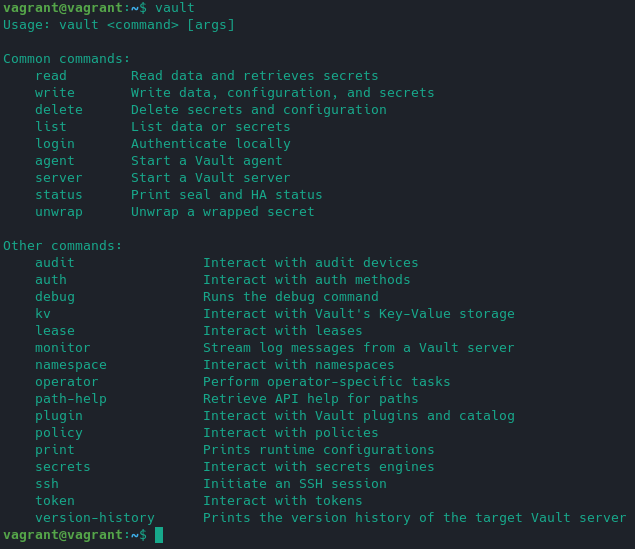 vagrant@vagrant:~$ vault
Usage: vault <command> [args]

Common commands:
    read        Read data and retrieves secrets
    write       Write data, configuration, and secrets
    delete      Delete secrets and configuration
    list        List data or secrets
    login       Authenticate locally
    agent       Start a Vault agent
    server      Start a Vault server
    status      Print seal and HA status
    unwrap      Unwrap a wrapped secret

Other commands:
    audit                Interact with audit devices
    auth                 Interact with auth methods
    debug                Runs the debug command
    kv                   Interact with Vault's Key-Value storage
    lease                Interact with leases
    monitor              Stream log messages from a Vault server
    namespace            Interact with namespaces
    operator             Perform operator-specific tasks
    path-help            Retrieve API help for paths
    plugin               Interact with Vault plugins and catalog
    policy               Interact with policies
    print                Prints runtime configurations
    secrets              Interact with secrets engines
    ssh                  Initiate an SSH session
    token                Interact with tokens
    version-history      Prints the version history of the target Vault server
vagrant@vagrant:~$